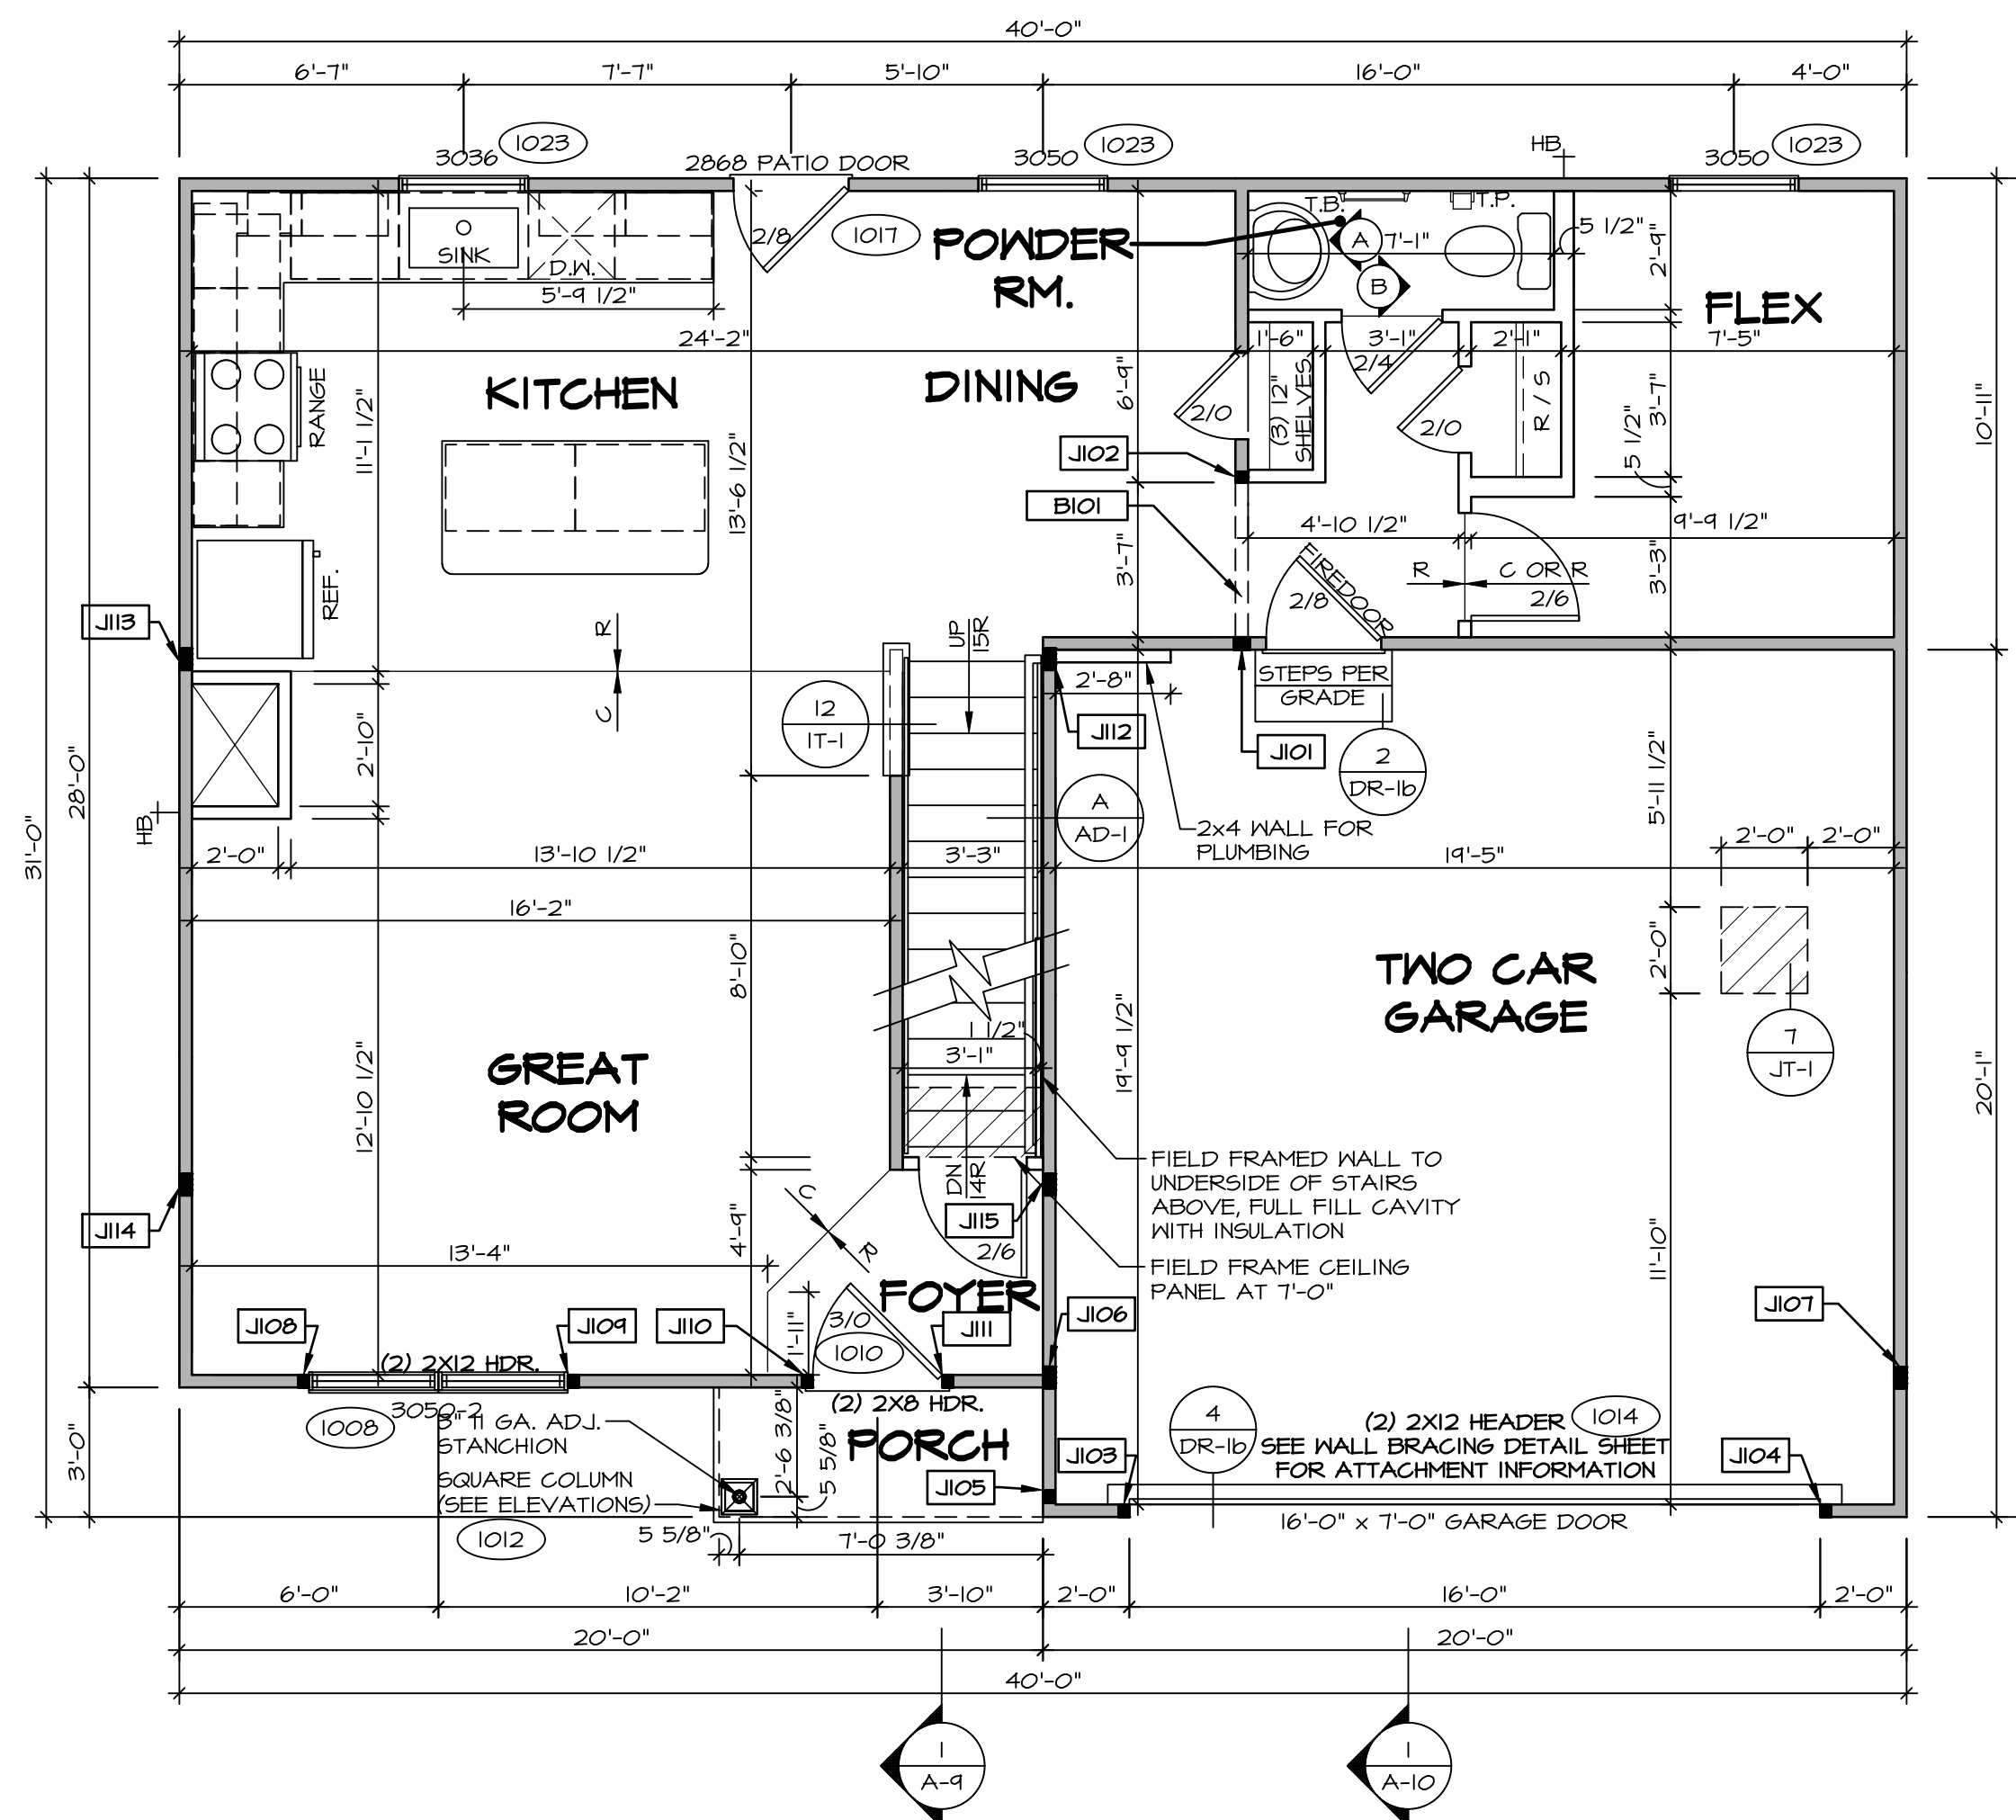 40'-0"
6'-7"
7'-7"
5'-10"
16'-0"
4'-0"
3036
1023
2868 PATIO DOOR
3050
1023
HB
3050
1023
SINK
D.W.
5'-9 1/2"
2/8
1017
POWDER
RM.
T.B.
T.P.
A
7'-1"
B
5 1/2"
2'-9"
FLEX
24'-2"
1'-6"
3'-1"
2'-1"
7'-5"
RANGE
11'-1 1/2"
KITCHEN
13'-6 1/2"
DINING
6'-9"
2/0
(3) 12"
SHELVES
2/4
2/0
R / S
5 1/2"
3'-7"
10'-11"
J102
B101
3'-7"
4'-10 1/2"
9'-9 1/2"
FIREDOOR
2/8
R
C OR R
2/6
3'-3"
REF.
J113
R
C
UP
15R
2'-8"
STEPS PER
GRADE
12
1T-1
J112
J101
2
DR-1b
28'-0"
31'-0"
HB
2'-10"
A
AD-1
2x4 WALL FOR
PLUMBING
5'-11 1/2"
2'-0"
2'-0"
2'-0"
13'-10 1/2"
3'-3"
19'-5"
16'-2"
8'-10"
2'-0"
TWO CAR
GARAGE
19'-9 1/2"
1 1/2"
3'-1"
7
JT-1
20'-1"
GREAT
ROOM
12'-10 1/2"
DN
14R
FIELD FRAMED WALL TO
UNDERSIDE OF STAIRS
ABOVE, FULL FILL CAVITY
WITH INSULATION
J114
C
R
4'-9"
J115
2/6
13'-4"
FIELD FRAME CEILING
PANEL AT 7'-0"
11'-10"
FOYER
J108
J109
J110
1'-11"
3/0
1010
J111
J106
J107
(2) 2X12 HDR.
3050-2
1008
3" 11 GA. ADJ.
STANCHION
(2) 2X8 HDR.
PORCH
2'-6 3/8"
5 5/8"
4
DR-1b
(2) 2X12 HEADER
1014
SEE WALL BRACING DETAIL SHEET
FOR ATTACHMENT INFORMATION
J103
J104
3'-0"
SQUARE COLUMN
(SEE ELEVATIONS)
J105
1012
5 5/8"
7'-0 3/8"
16'-0" x 7'-0" GARAGE DOOR
6'-0"
10'-2"
3'-10"
2'-0"
16'-0"
2'-0"
20'-0"
20'-0"
40'-0"
1
A-9
1
A-10